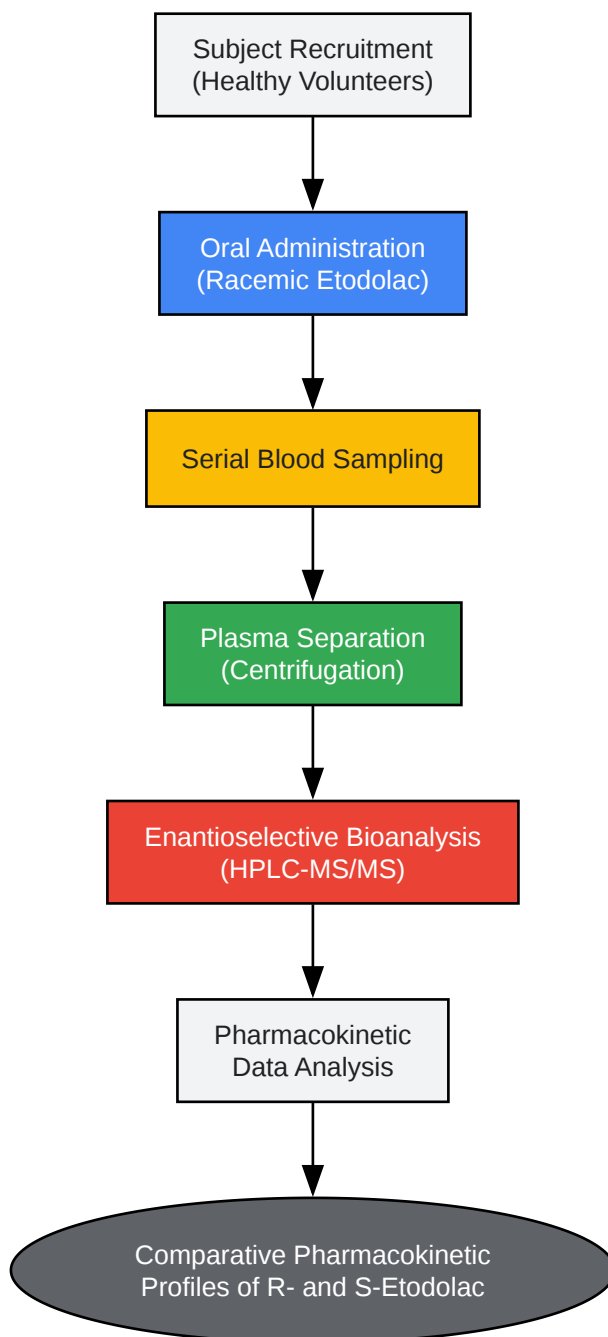 Subject Recruitment
(Healthy Volunteers)
Oral Administration
(Racemic Etodolac)
Serial Blood Sampling
Plasma Separation
(Centrifugation)
Enantioselective Bioanalysis
(HPLC-MS/MS)
Pharmacokinetic
Data Analysis
Comparative Pharmacokinetic
Profiles of R- and S-Etodolac